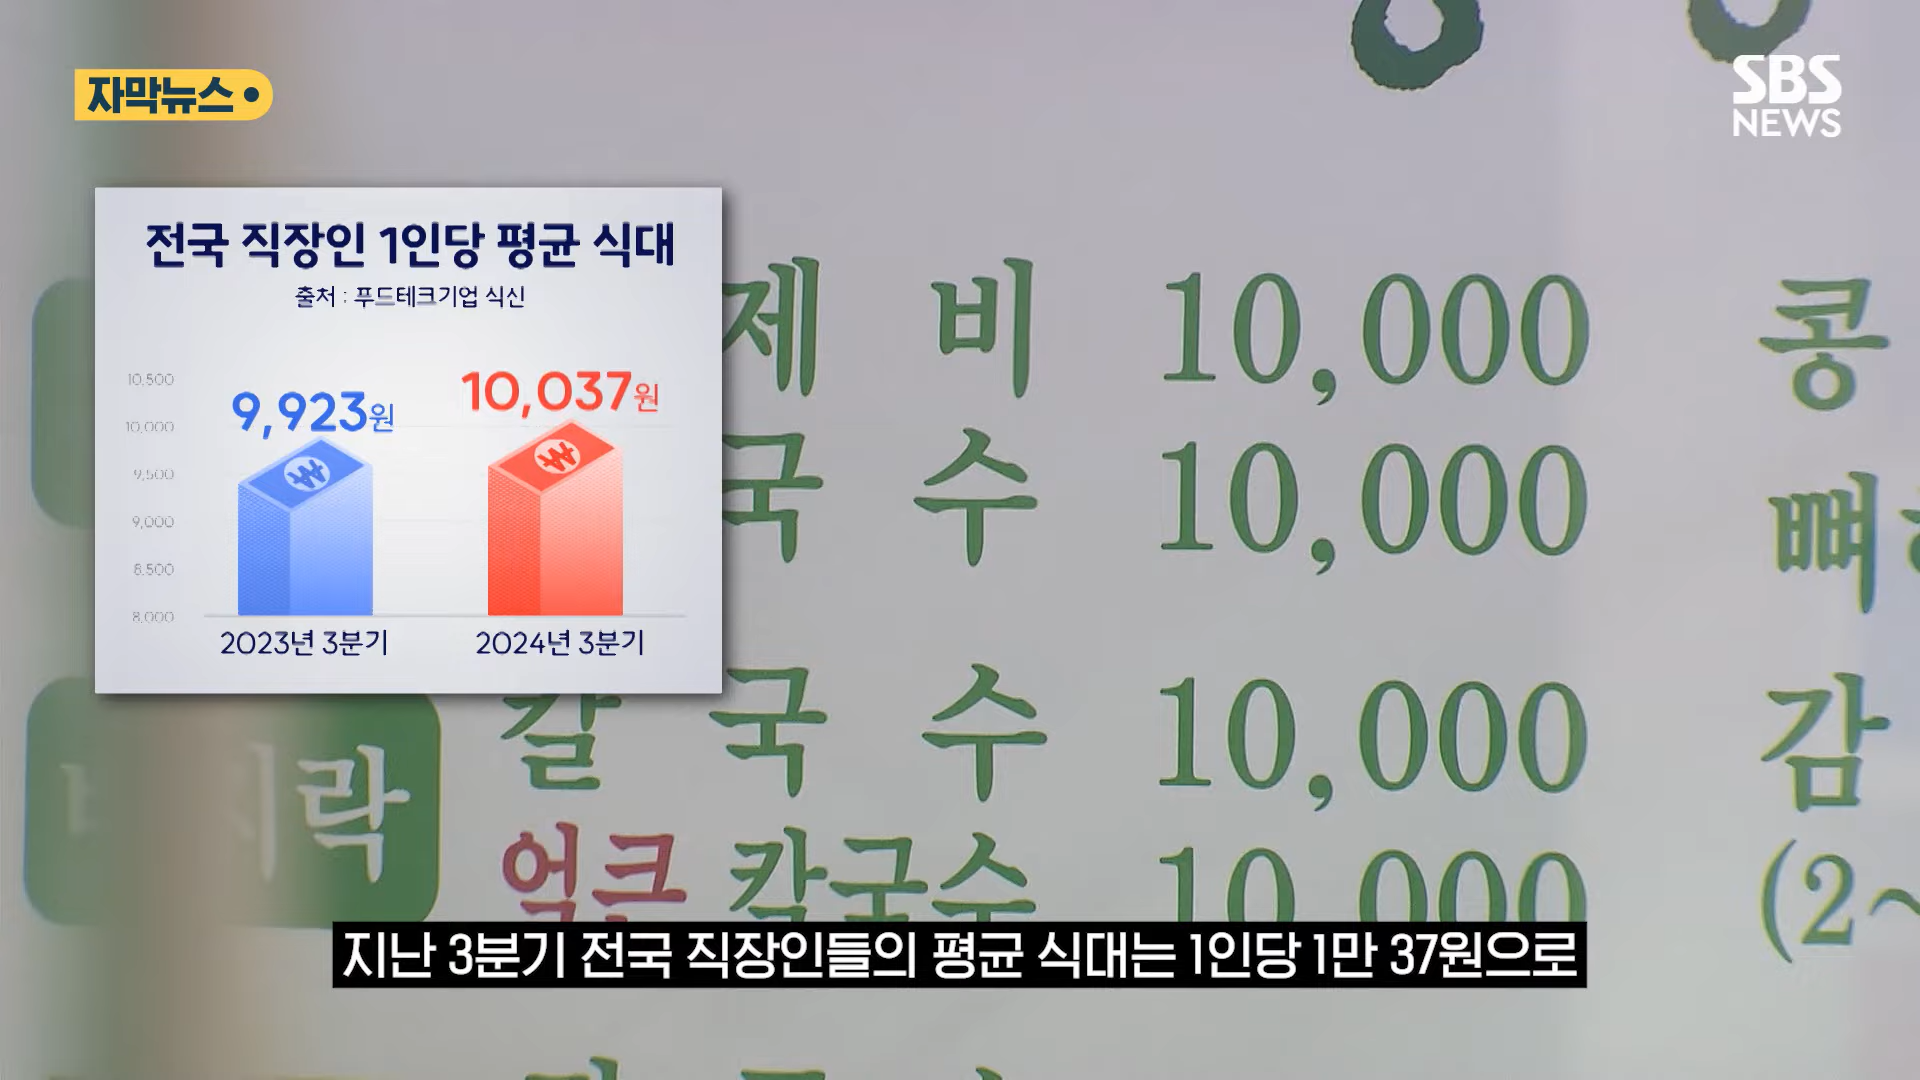 자막뉴스
SBS
NEWS
전국 직장인 1인당 평균 식대
출처 : 푸드테크기업 식신
10,500
10,000
9,500
9,000
8,500
8,000
9,923원
10,037원
2023년 3분기
2024년 3분기
제 비 10,000
콩
국 수 10,000
뼈
칼 국 수 10,000
감
락
얼큰 칼국수 10,000
(2~
지난 3분기 전국 직장인들의 평균 식대는 1인당 1만 37원으로